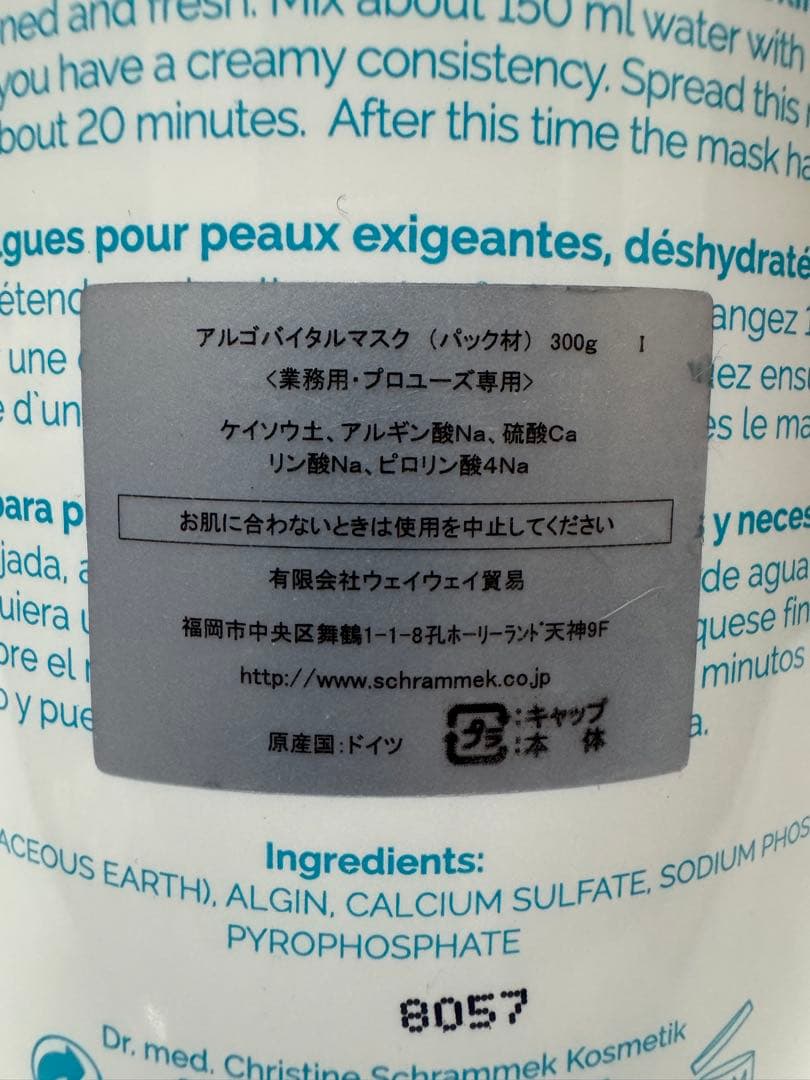 ned and fresh. Mix about 150 ml water with
you have a creamy consistency. Spread this
bout 20 minutes. After this time the mask ha
gues pour peaux exigeantes, déshydraté
étend
angez 1
une
ez ens
e d'un
es le ma
para p
y neces
jada, a
de agua
uiera u
quese fin
bre el
minutos
o y pue
a.
アルゴバイタルマスク (パック材) 300g I
<業務用・プロユーズ専用>
ケイソウ土、アルギン酸Na、硫酸Ca
リン酸Na、ピロリン酸4Na
お肌に合わないときは使用を中止してください
有限会社ウェイウェイ貿易
福岡市中央区舞鶴1-1-8孔ホーリーランド天神9F
http://www.schrammek.co.jp
原産国:ドイツ
プラ
:キャップ
:本 体
Ingredients:
ACEOUS EARTH), ALGIN, CALCIUM SULFATE, SODIUM PHOS
PYROPHOSPHATE
8057
Dr. med. Christine Schrammek Kosmetik